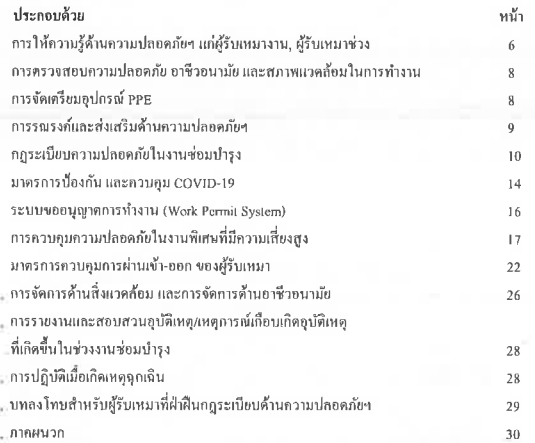 ประกอบด้วย หน้า
การให้ความรู้ด้านความปลอดภัยฯ แก่ผู้รับเหมางาน, ผู้รับเหมาช่วง 6
การตรวจสอบความปลอดภัย อาชีวอนามัย และสภาพแวดล้อมในการทำงาน 8
การจัดเตรียมอุปกรณ์ PPE 8
การรณรงค์และส่งเสริมด้านความปลอดภัยฯ 9
กฎระเบียบความปลอดภัยในงานซ่อมบำรุง 10
มาตรการป้องกัน และควบคุม COVID-19 14
ระบบขออนุญาตการทำงาน (Work Permit System) 16
การควบคุมความปลอดภัยในงานพิเศษที่มีความเสี่ยงสูง 17
มาตรการควบคุมการผ่านเข้า-ออก ของผู้รับเหมา 22
การจัดการด้านสิ่งแวดล้อม และการจัดการด้านอาชีวอนามัย 26
การรายงานและสอบสวนอุบัติเหตุ/เหตุการณ์เกือบเกิดอุบัติเหตุ
ที่เกิดขึ้นในช่วงงานซ่อมบำรุง 28
การปฏิบัติเมื่อเกิดเหตุฉุกเฉิน 28
บทลงโทษสำหรับผู้รับเหมาที่ฝ่าฝืนกฎระเบียบด้านความปลอดภัยฯ 29
ภาคผนวก 30